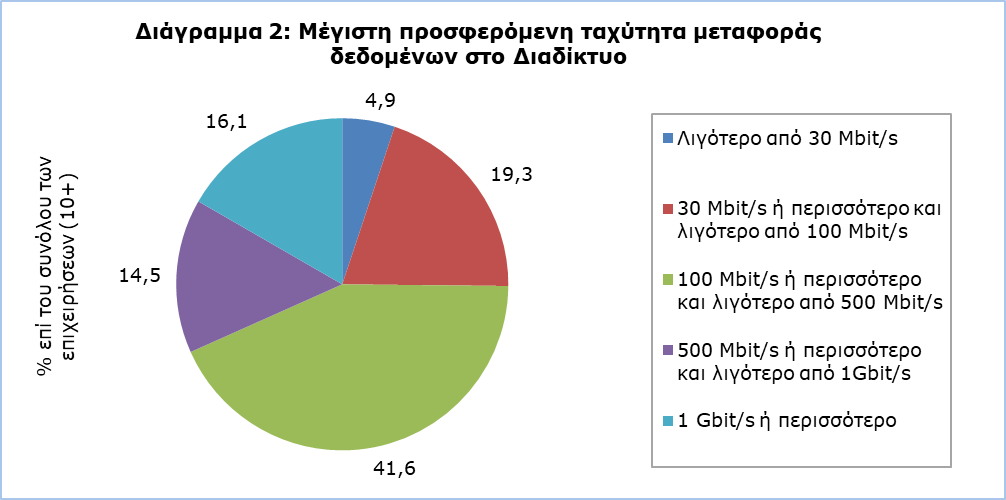 Διάγραμμα 2: Μέγιστη προσφερόμενη ταχύτητα μεταφοράς
δεδομένων στο Διαδίκτυο
% επί του συνόλου των
επιχειρήσεων (10+)
4,9
19,3
41,6
14,5
16,1
Λιγότερο από 30 Mbit/s
30 Mbit/s ή περισσότερο και
λιγότερο από 100 Mbit/s
100 Mbit/s ή περισσότερο
και λιγότερο από 500 Mbit/s
500 Mbit/s ή περισσότερο
και λιγότερο από 1Gbit/s
1 Gbit/s ή περισσότερο